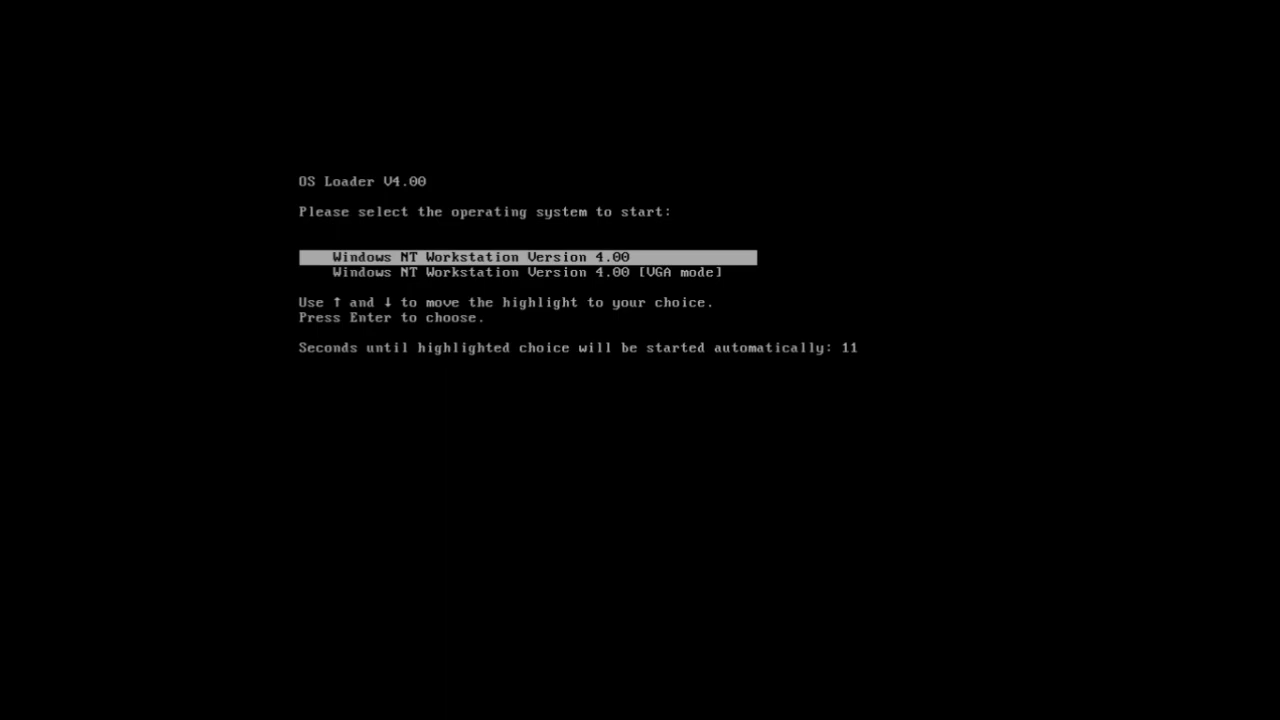 OS Loader V4.00
Please select the operating system to start:
Windows NT Workstation Version 4.00
Windows NT Workstation Version 4.00 [VGA mode]
Use ↑ and ↓ to move the highlight to your choice.
Press Enter to choose.
Seconds until highlighted choice will be started automatically: 11